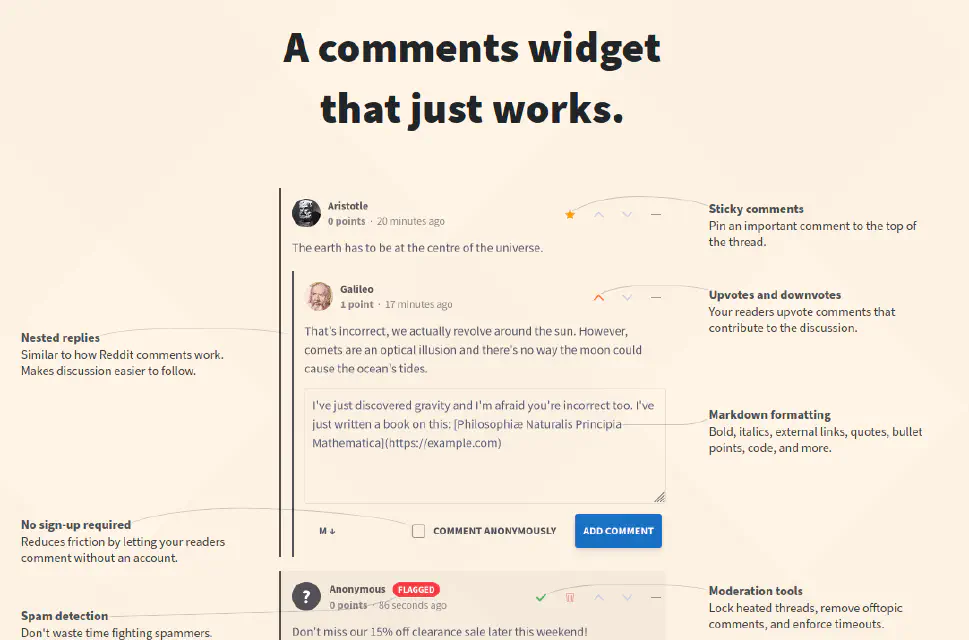 A comments widget
that just works.
Aristotle
0 points · 20 minutes ago
The earth has to be at the centre of the universe.
Sticky comments
Pin an important comment to the top of
the thread.
Galileo
1 point · 17 minutes ago
That's incorrect, we actually revolve around the sun. However,
comets are an optical illusion and there's no way the moon could
cause the ocean's tides.
Upvotes and downvotes
Your readers upvote comments that
contribute to the discussion.
Nested replies
Similar to how Reddit comments work.
Makes discussion easier to follow.
I've just discovered gravity and I'm afraid you're incorrect too. I've
just written a book on this: [Philosophiæ Naturalis Principia
Mathematica](https://example.com)
Markdown formatting
Bold, italics, external links, quotes, bullet
points, code, and more.
No sign-up required
Reduces friction by letting your readers
comment without an account.
M ↓
COMMENT ANONYMOUSLY
ADD COMMENT
? Anonymous FLAGGED
0 points · 86 seconds ago
Don't miss our 15% off clearance sale later this weekend!
Moderation tools
Lock heated threads, remove offtopic
comments, and enforce timeouts.
Spam detection
Don't waste time fighting spammers.